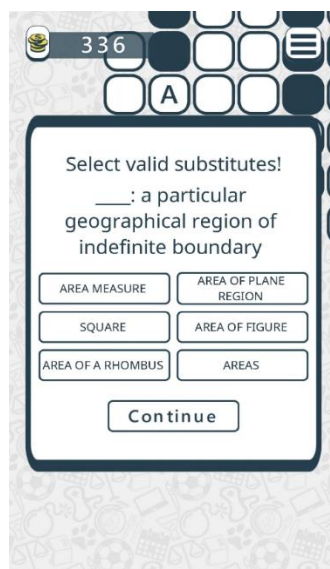 336
A
Select valid substitutes!
____: a particular
geographical region of
indefinite boundary
AREA MEASURE
AREA OF PLANE
REGION
SQUARE
AREA OF FIGURE
AREA OF A RHOMBUS
AREAS
Continue